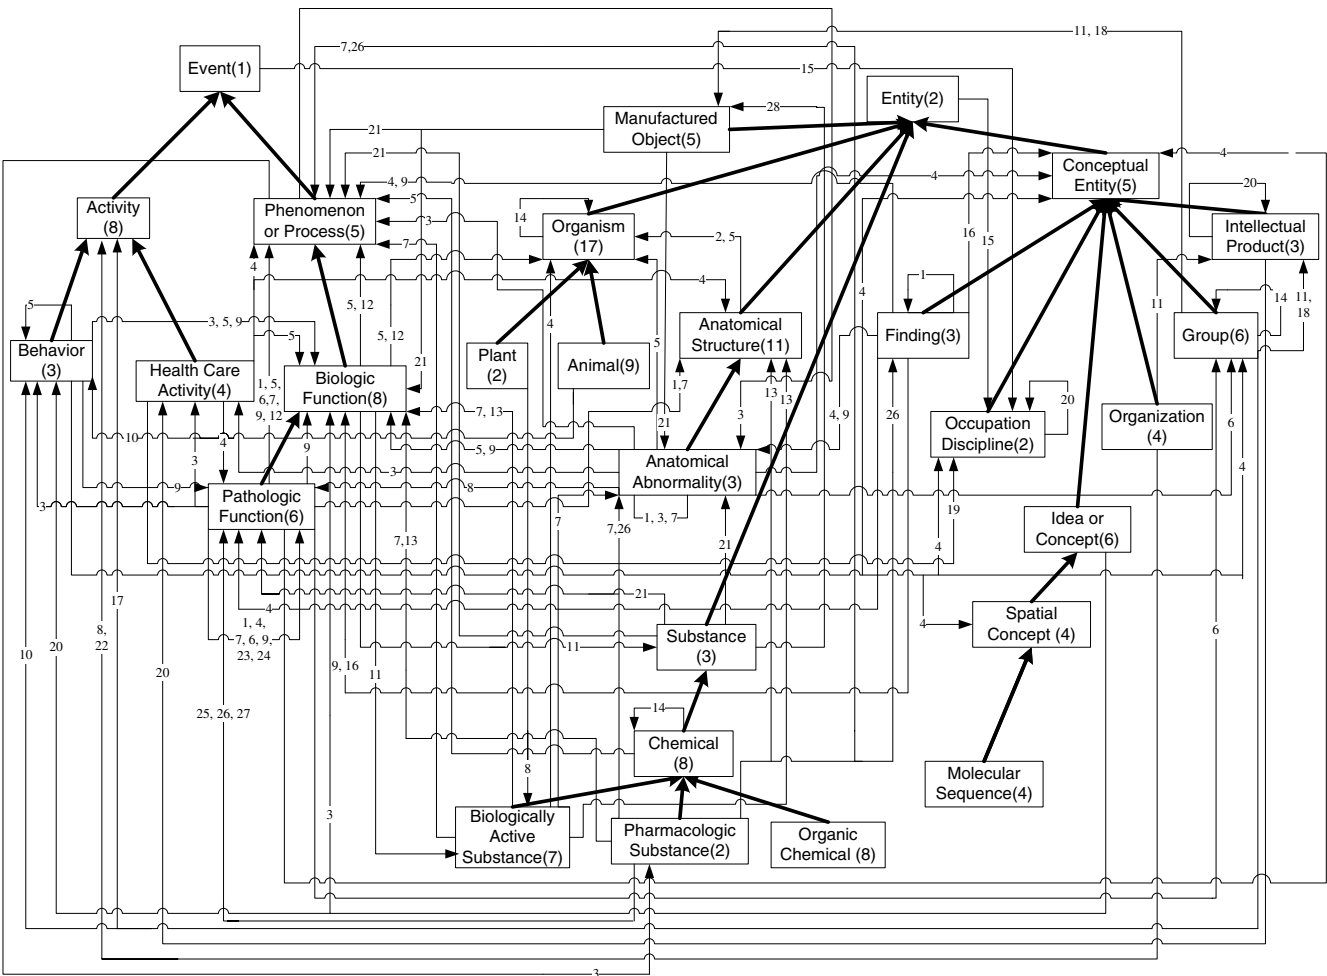 11, 18
7,26
Event(1)
15
Entity(2)
28
Manufactured
Object(5)
21
21
4
Conceptual
Entity(5)
4, 9
4
20
5
Activity
(8)
Phenomenon
or Process(5)
3
14
Organism
(17)
2, 5
16
15
Intellectual
Product(3)
7
4
4
1
4
11
14
11,
18
5
5, 12
3, 5, 9
5
5, 12
4
Anatomical
Structure(11)
Finding(3)
Group(6)
Behavior
(3)
Health Care
Activity(4)
21
Plant
(2)
Animal(9)
5
Biologic
Function(8)
1, 5,
6,7,
9, 12
1,7
13
13
20
7, 13
21
3
4, 9
26
Occupation
Discipline(2)
Organization
(4)
6
10
4
9
5, 9
3
3
Anatomical
Abnormality(3)
4
9
8
3
Pathologic
Function(6)
7
7,26
1, 3, 7
19
Idea or
Concept(6)
7,13
21
4
17
21
4
1, 4,
7, 6, 9,
23, 24
Spatial
Concept (4)
4
8,
22
Substance
(3)
6
10
20
20
9, 16
11
11
25, 26, 27
14
Chemical
(8)
8
Molecular
Sequence(4)
3
Biologically
Active
Substance(7)
Pharmacologic
Substance(2)
Organic
Chemical (8)
3